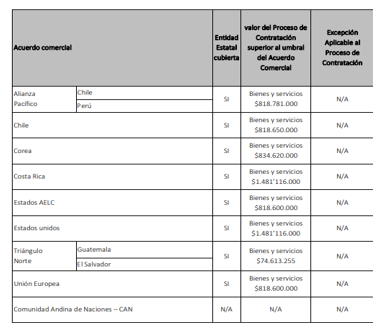 Acuerdo comercial
Entidad
Estatal
cubierta
valor del Proceso de
Contratación
superior al umbral
del Acuerdo
Comercial
Excepción
Aplicable al
Proceso de
Contratación
Alianza
Pacífico
Chile
Perú
SI
Bienes y servicios
$818.781.000
N/A
Chile
SI
Bienes y servicios
$818.650.000
N/A
Corea
SI
Bienes y servicios
$834.620.000
N/A
Costa Rica
SI
Bienes y servicios
$1.481'116.000
N/A
Estados AELC
SI
Bienes y servicios
$818.600.000
N/A
Estados unidos
SI
Bienes y servicios
$1.481'116.000
N/A
Triángulo
Norte
Guatemala
El Salvador
SI
Bienes y servicios
$74.613.255
N/A
Unión Europea
SI
Bienes y servicios
$818.600.000
N/A
Comunidad Andina de Naciones – CAN
N/A
N/A
N/A